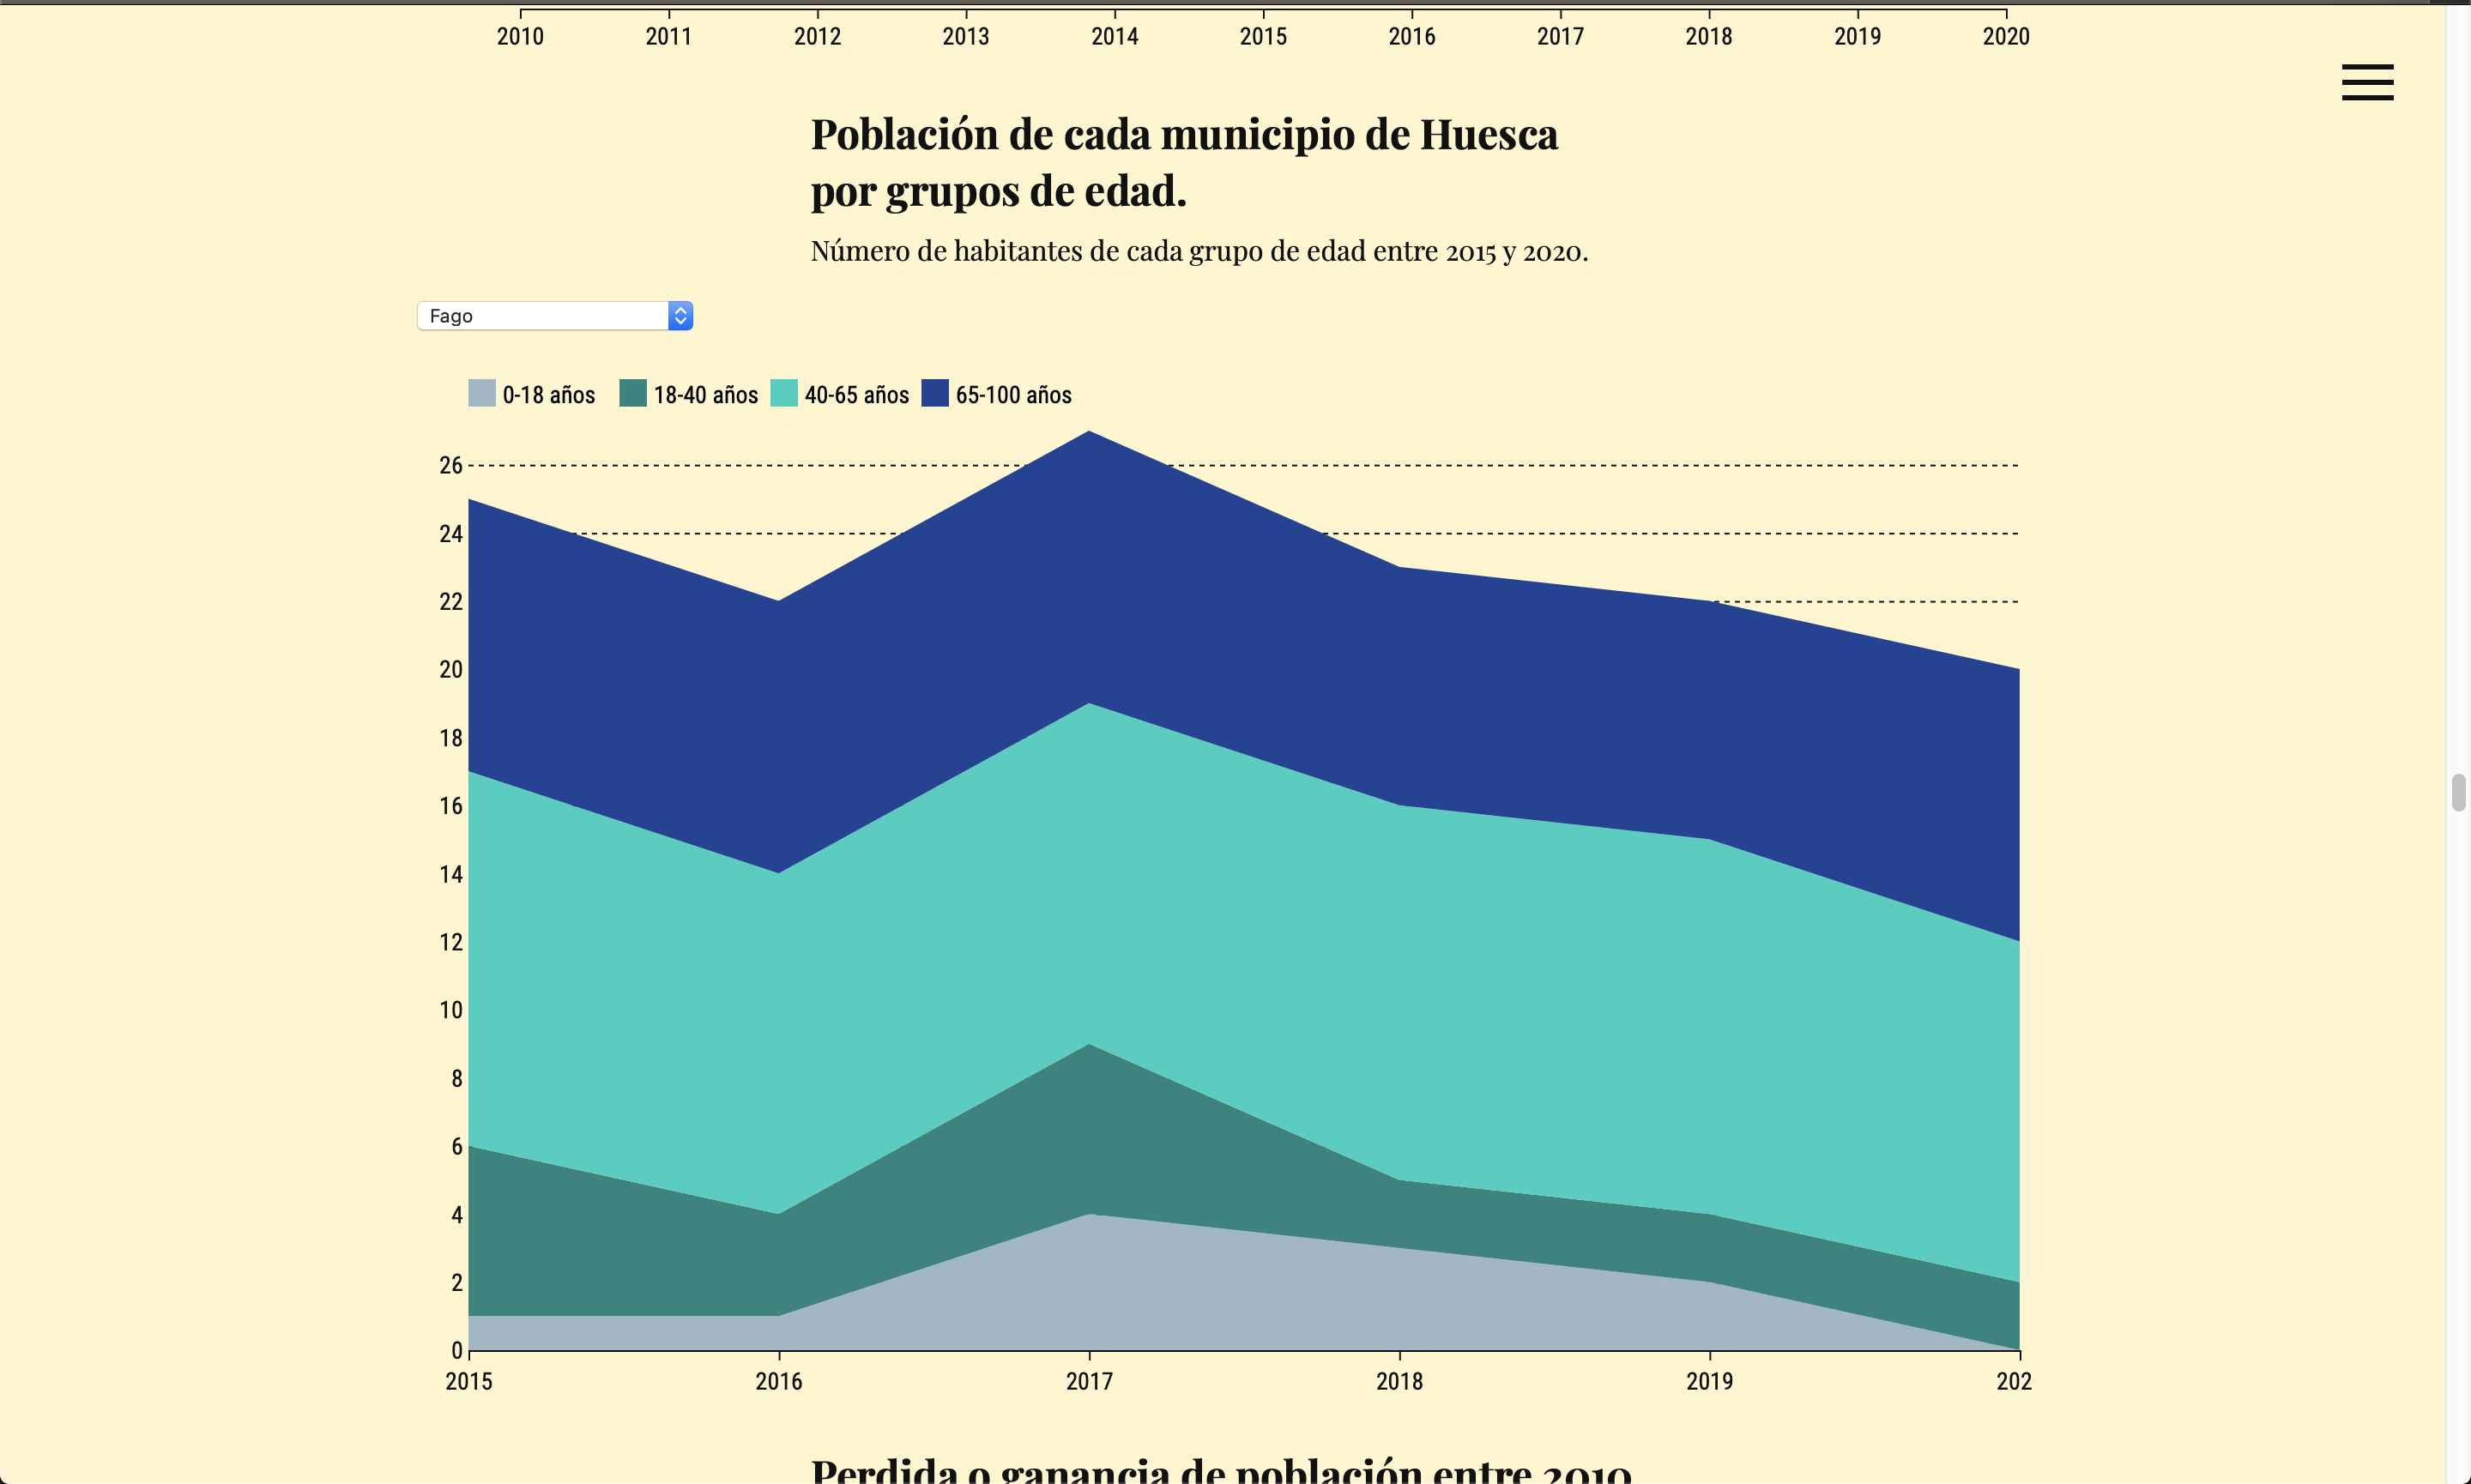 2010 2011 2012 2013 2014 2015 2016 2017 2018 2019 2020
Población de cada municipio de Huesca
por grupos de edad.
Número de habitantes de cada grupo de edad entre 2015 y 2020.
Fago
0-18 años 18-40 años 40-65 años 65-100 años
26
24
22
20
18
16
14
12
10
8
6
4
2
0
2015 2016 2017 2018 2019 202
Perdida o ganancia de población entre 2010